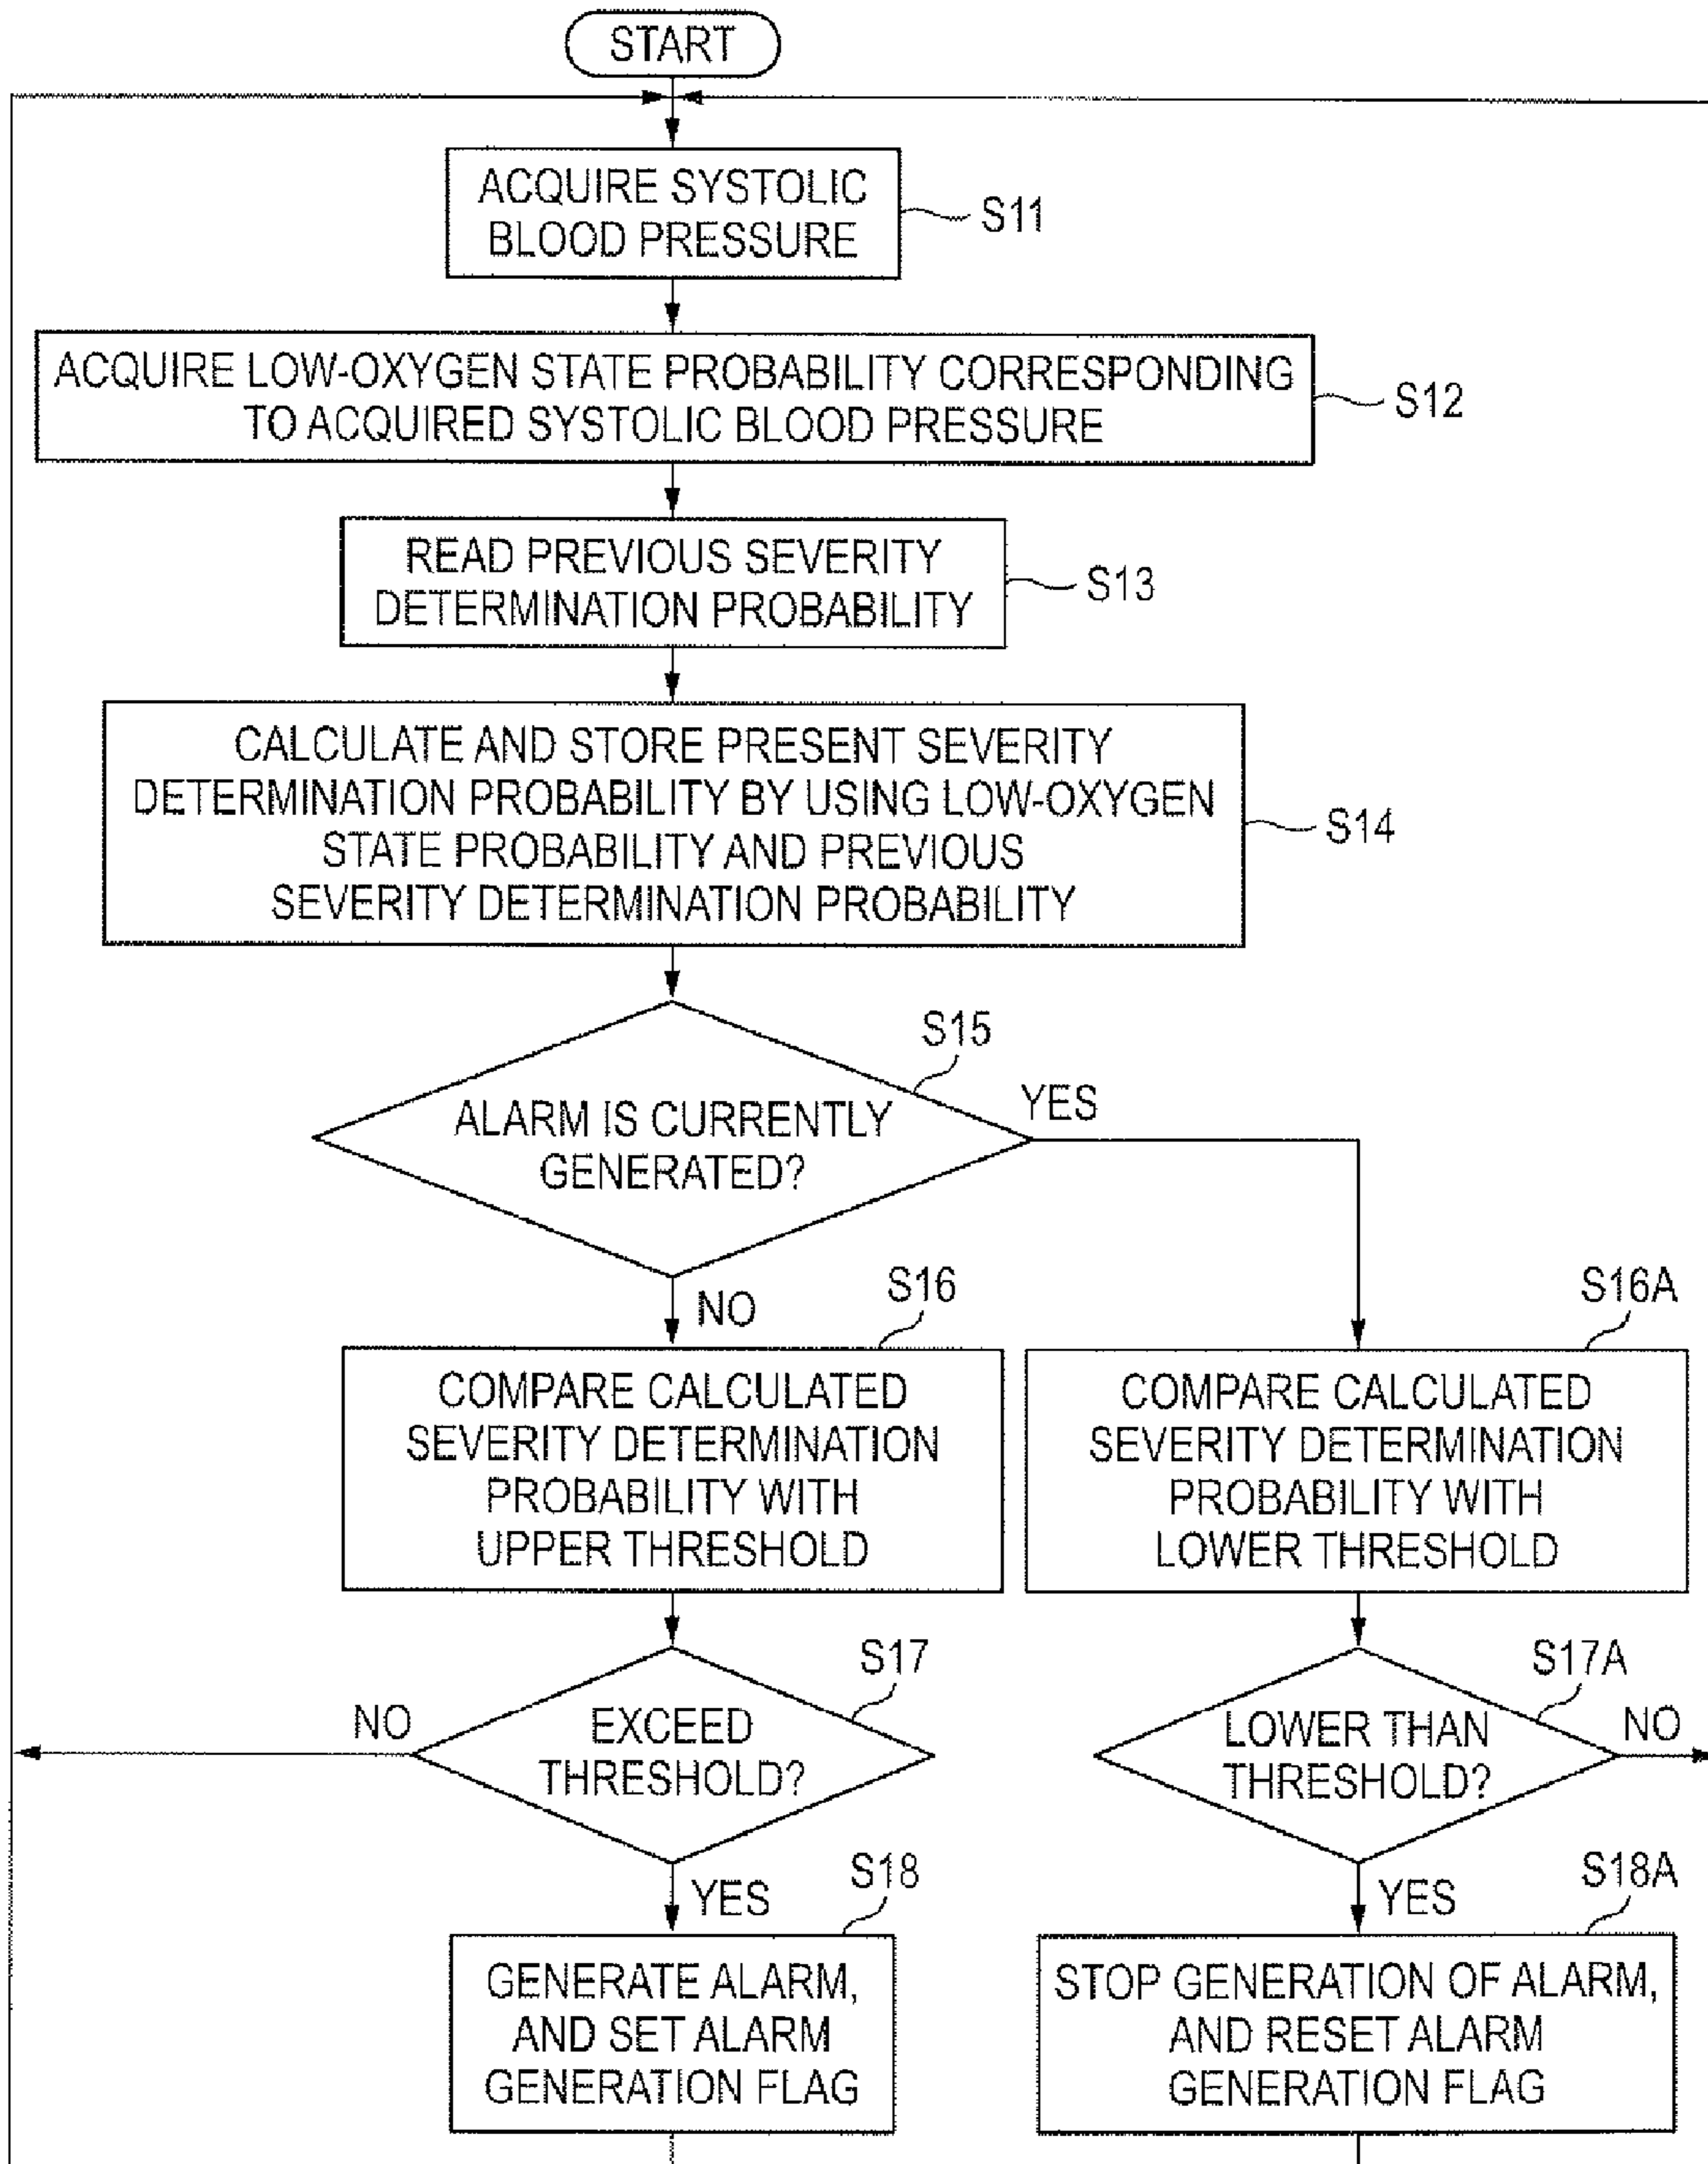 START
ACQUIRE SYSTOLIC
BLOOD PRESSURE
S11
ACQUIRE LOW-OXYGEN STATE PROBABILITY CORRESPONDING
TO ACQUIRED SYSTOLIC BLOOD PRESSURE
S12
READ PREVIOUS SEVERITY
DETERMINATION PROBABILITY
S13
CALCULATE AND STORE PRESENT SEVERITY
DETERMINATION PROBABILITY BY USING LOW-OXYGEN
STATE PROBABILITY AND PREVIOUS
SEVERITY DETERMINATION PROBABILITY
S14
S15
ALARM IS CURRENTLY
GENERATED?
YES
NO
S16
COMPARE CALCULATED
SEVERITY DETERMINATION
PROBABILITY WITH
UPPER THRESHOLD
S16A
COMPARE CALCULATED
SEVERITY DETERMINATION
PROBABILITY WITH
LOWER THRESHOLD
S17
EXCEED
THRESHOLD?
NO
YES
S17A
LOWER THAN
THRESHOLD?
NO
YES
S18
GENERATE ALARM,
AND SET ALARM
GENERATION FLAG
S18A
STOP GENERATION OF ALARM,
AND RESET ALARM
GENERATION FLAG